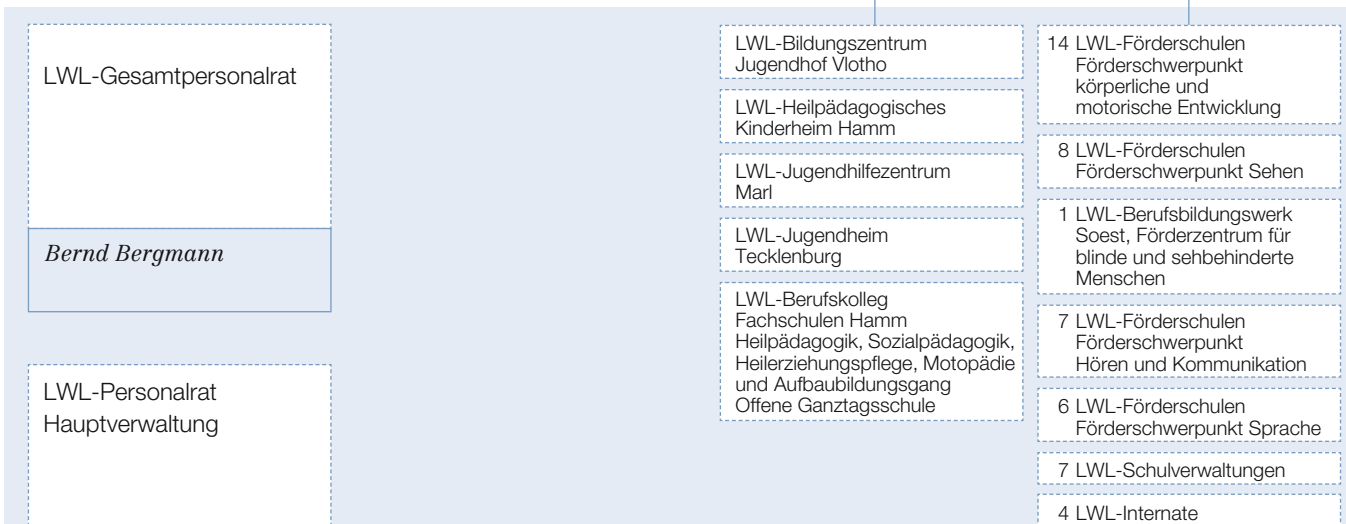 LWL-Gesamtpersonalrat
Bernd Bergmann
LWL-Personalrat
Hauptverwaltung
LWL-Bildungszentrum
Jugendhof Vlotho
LWL-Heilpädagogisches
Kinderheim Hamm
LWL-Jugendhilfezentrum
Marl
LWL-Jugendheim
Tecklenburg
LWL-Berufskolleg
Fachschulen Hamm
Heilpädagogik, Sozialpädagogik,
Heilerziehungspflege, Motopädie
und Aufbaubildungsgang
Offene Ganztagsschule
14 LWL-Förderschulen
Förderschwerpunkt
körperliche und
motorische Entwicklung
8 LWL-Förderschulen
Förderschwerpunkt Sehen
1 LWL-Berufsbildungswerk
Soest, Förderzentrum für
blinde und sehbehinderte
Menschen
7 LWL-Förderschulen
Förderschwerpunkt
Hören und Kommunikation
6 LWL-Förderschulen
Förderschwerpunkt Sprache
7 LWL-Schulverwaltungen
4 LWL-Internate